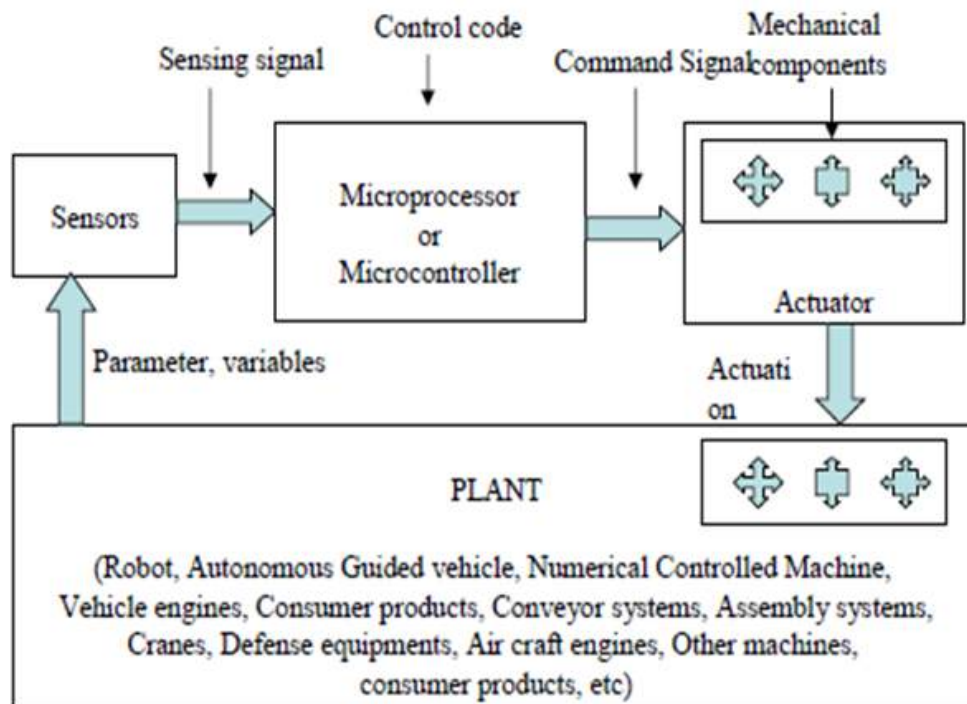 Control code
Mechanical
Sensing signal
Command Signal
components
Sensors
Microprocessor
or
Microcontroller
Actuator
Parameter, variables
Actuati
on
PLANT
(Robot, Autonomous Guided vehicle, Numerical Controlled Machine,
Vehicle engines, Consumer products, Conveyor systems, Assembly systems,
Cranes, Defense equipments, Air craft engines, Other machines,
consumer products, etc)